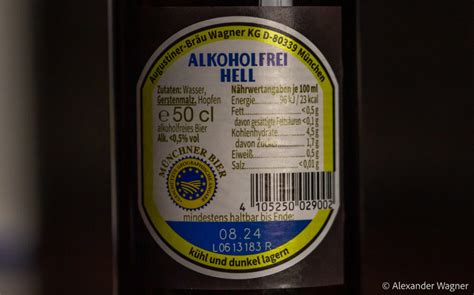 Augustiner-Bräu Wagner KG D-80339 München
ALKOHOLFREI
HELL
Zutaten: Wasser,
Gerstenmalz, Hopfen
e 50 cl
alkoholfreies Bier
Alk. <0,5% vol
Nährwertangaben je 100 ml
Energie 96 kJ / 23 kcal
Fett <0,5 g
davon gesättigte Fettsäuren <0,1 g
Kohlenhydrate 4,5 g
davon Zucker 1,7 g
Eiweiß 0,5 g
Salz <0,01 g
MÜNCHNER BIER
4 105250 029002
mindestens haltbar bis Ende:
08.24
L0613183 R
kühl und dunkel lagern
© Alexander Wagner